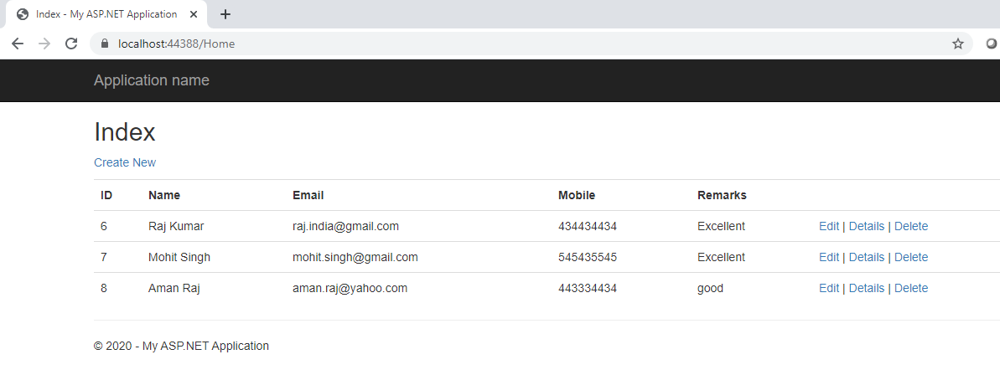 Index - My ASP.NET Application
localhost:44388/Home
Application name
Index
Create New
ID Name Email Mobile Remarks
6 Raj Kumar raj.india@gmail.com 434434434 Excellent Edit | Details | Delete
7 Mohit Singh mohit.singh@gmail.com 545435545 Excellent Edit | Details | Delete
8 Aman Raj aman.raj@yahoo.com 443334434 good Edit | Details | Delete
© 2020 - My ASP.NET Application